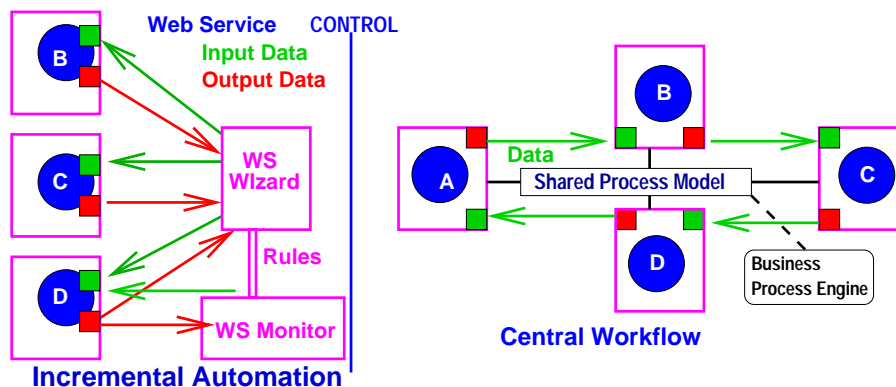 Web Service CONTROL
Input Data
Output Data
B
C
D
WS
WIzard
Rules
WS Monitor
Incremental Automation
B
A
Data
Shared Process Model
C
D
Business
Process Engine
Central Workflow